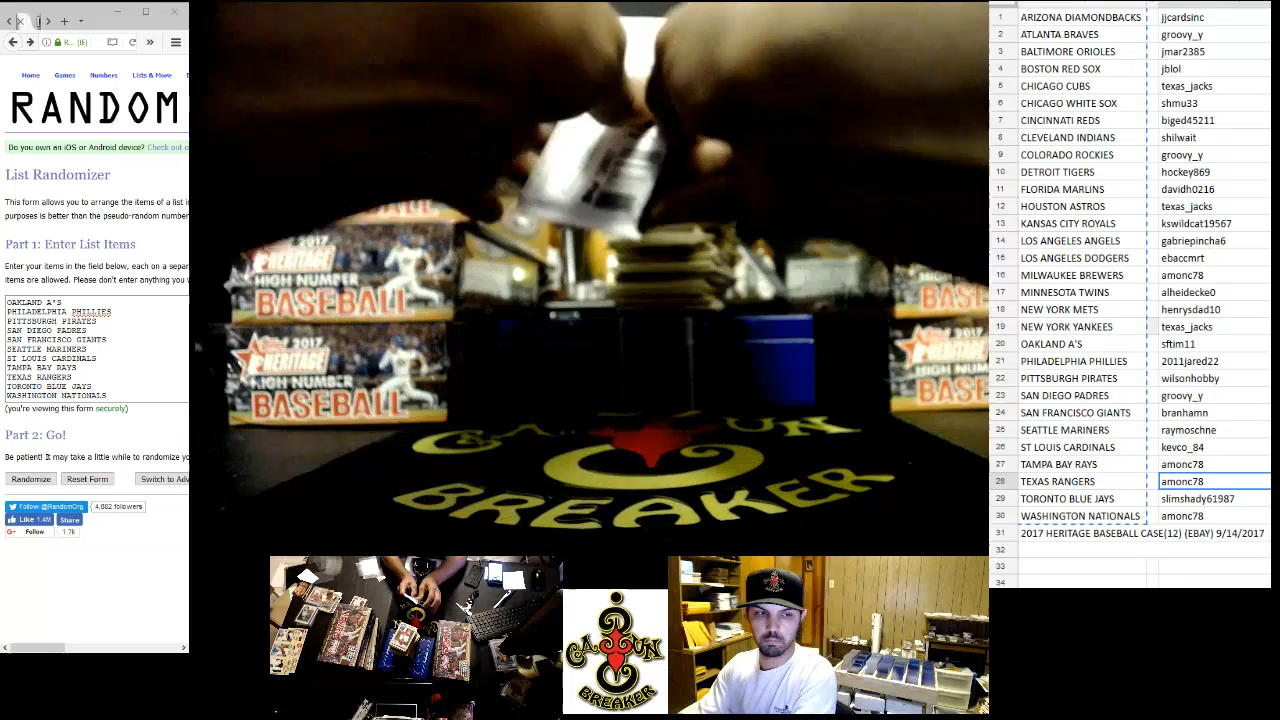 R... (IE)
Home Games Numbers Lists & More
RANDOM
Do you own an iOS or Android device? Check out
List Randomizer
This form allows you to arrange the items of a list i
purposes is better than the pseudo-random number
Part 1: Enter List Items
Enter your items in the field below, each on a separ
items are allowed. Please don't enter anything you
OAKLAND A'S
PHILADELPHIA PHILLIES
PITTSBURGH PIRATES
SAN DIEGO PADRES
SAN FRANCISCO GIANTS
SEATTLE MARINERS
ST LOUIS CARDINALS
TAMPA BAY RAYS
TEXAS RANGERS
TORONTO BLUE JAYS
WASHINGTON NATIONALS
(you're viewing this form securely)
Part 2: Go!
Be patient! It may take a little while to randomize yo
Randomize Reset Form Switch to Adv
Follow @RandomOrg 4,882 followers
Like 1.4M Share
Follow 1.7k
2017
HERITAGE
HIGH NUMBER
BASEBALL
2017
HERITAGE
HIGH NUMBER
BASEBALL
BASEB
2017
HERITAGE
HIGH NUMBER
BASEB
CAJUN
BREAKER
CAJUN
BREAKER
1 ARIZONA DIAMONDBACKS jjcardsinc
2 ATLANTA BRAVES groovy_y
3 BALTIMORE ORIOLES jmar2385
4 BOSTON RED SOX jblol
5 CHICAGO CUBS texas_jacks
6 CHICAGO WHITE SOX shmu33
7 CINCINNATI REDS biged45211
8 CLEVELAND INDIANS shilwait
9 COLORADO ROCKIES groovy_y
10 DETROIT TIGERS hockey869
11 FLORIDA MARLINS davidh0216
12 HOUSTON ASTROS texas_jacks
13 KANSAS CITY ROYALS kswildcat19567
14 LOS ANGELES ANGELS gabriepincha6
15 LOS ANGELES DODGERS ebaccmrt
16 MILWAUKEE BREWERS amonc78
17 MINNESOTA TWINS alheidecke0
18 NEW YORK METS henrysdad10
19 NEW YORK YANKEES texas_jacks
20 OAKLAND A'S sftim11
21 PHILADELPHIA PHILLIES 2011jared22
22 PITTSBURGH PIRATES wilsonhobby
23 SAN DIEGO PADRES groovy_y
24 SAN FRANCISCO GIANTS branhamn
25 SEATTLE MARINERS raymoschne
26 ST LOUIS CARDINALS kevco_84
27 TAMPA BAY RAYS amonc78
28 TEXAS RANGERS amonc78
29 TORONTO BLUE JAYS slimshady61987
30 WASHINGTON NATIONALS amonc78
31 2017 HERITAGE BASEBALL CASE(12) (EBAY) 9/14/2017
32
33
34